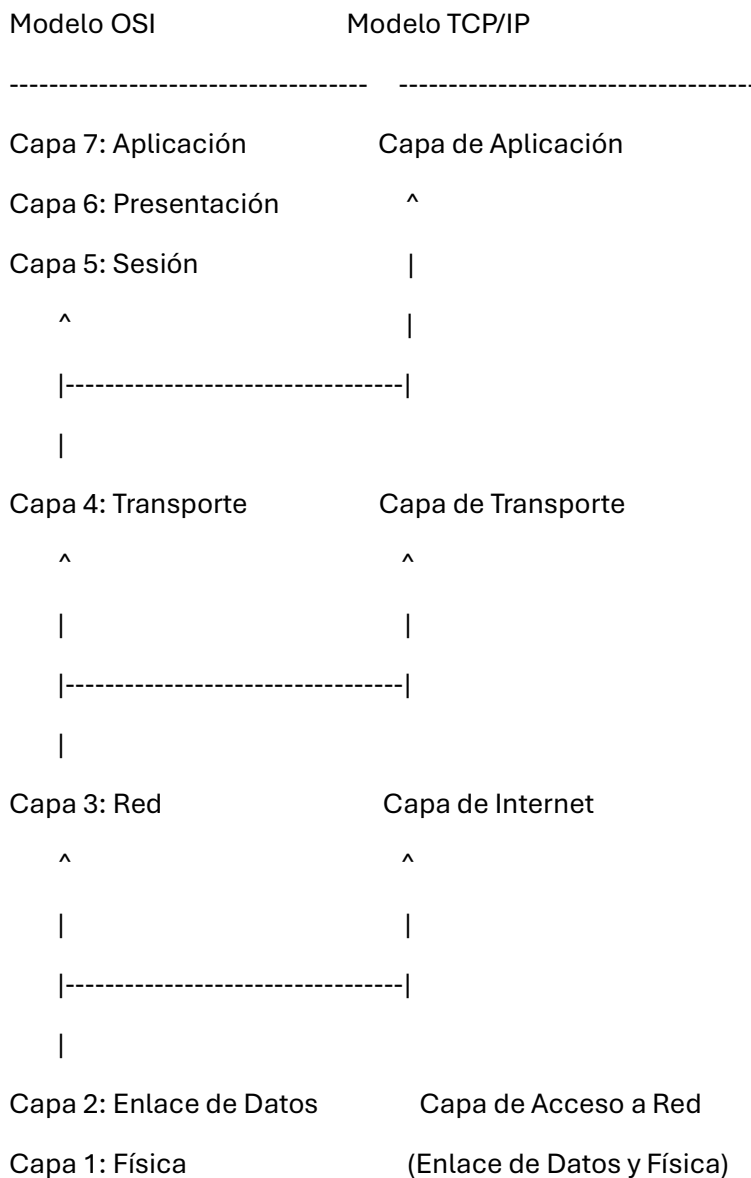 Modelo OSI Modelo TCP/IP
------------------------------------ ------------------------------------
Capa 7: Aplicación Capa de Aplicación
Capa 6: Presentación ^
Capa 5: Sesión |
^ |
|----------------------------------|
|
Capa 4: Transporte Capa de Transporte
^ ^
| |
|----------------------------------|
|
Capa 3: Red Capa de Internet
^ ^
| |
|----------------------------------|
|
Capa 2: Enlace de Datos Capa de Acceso a Red
Capa 1: Física (Enlace de Datos y Física)